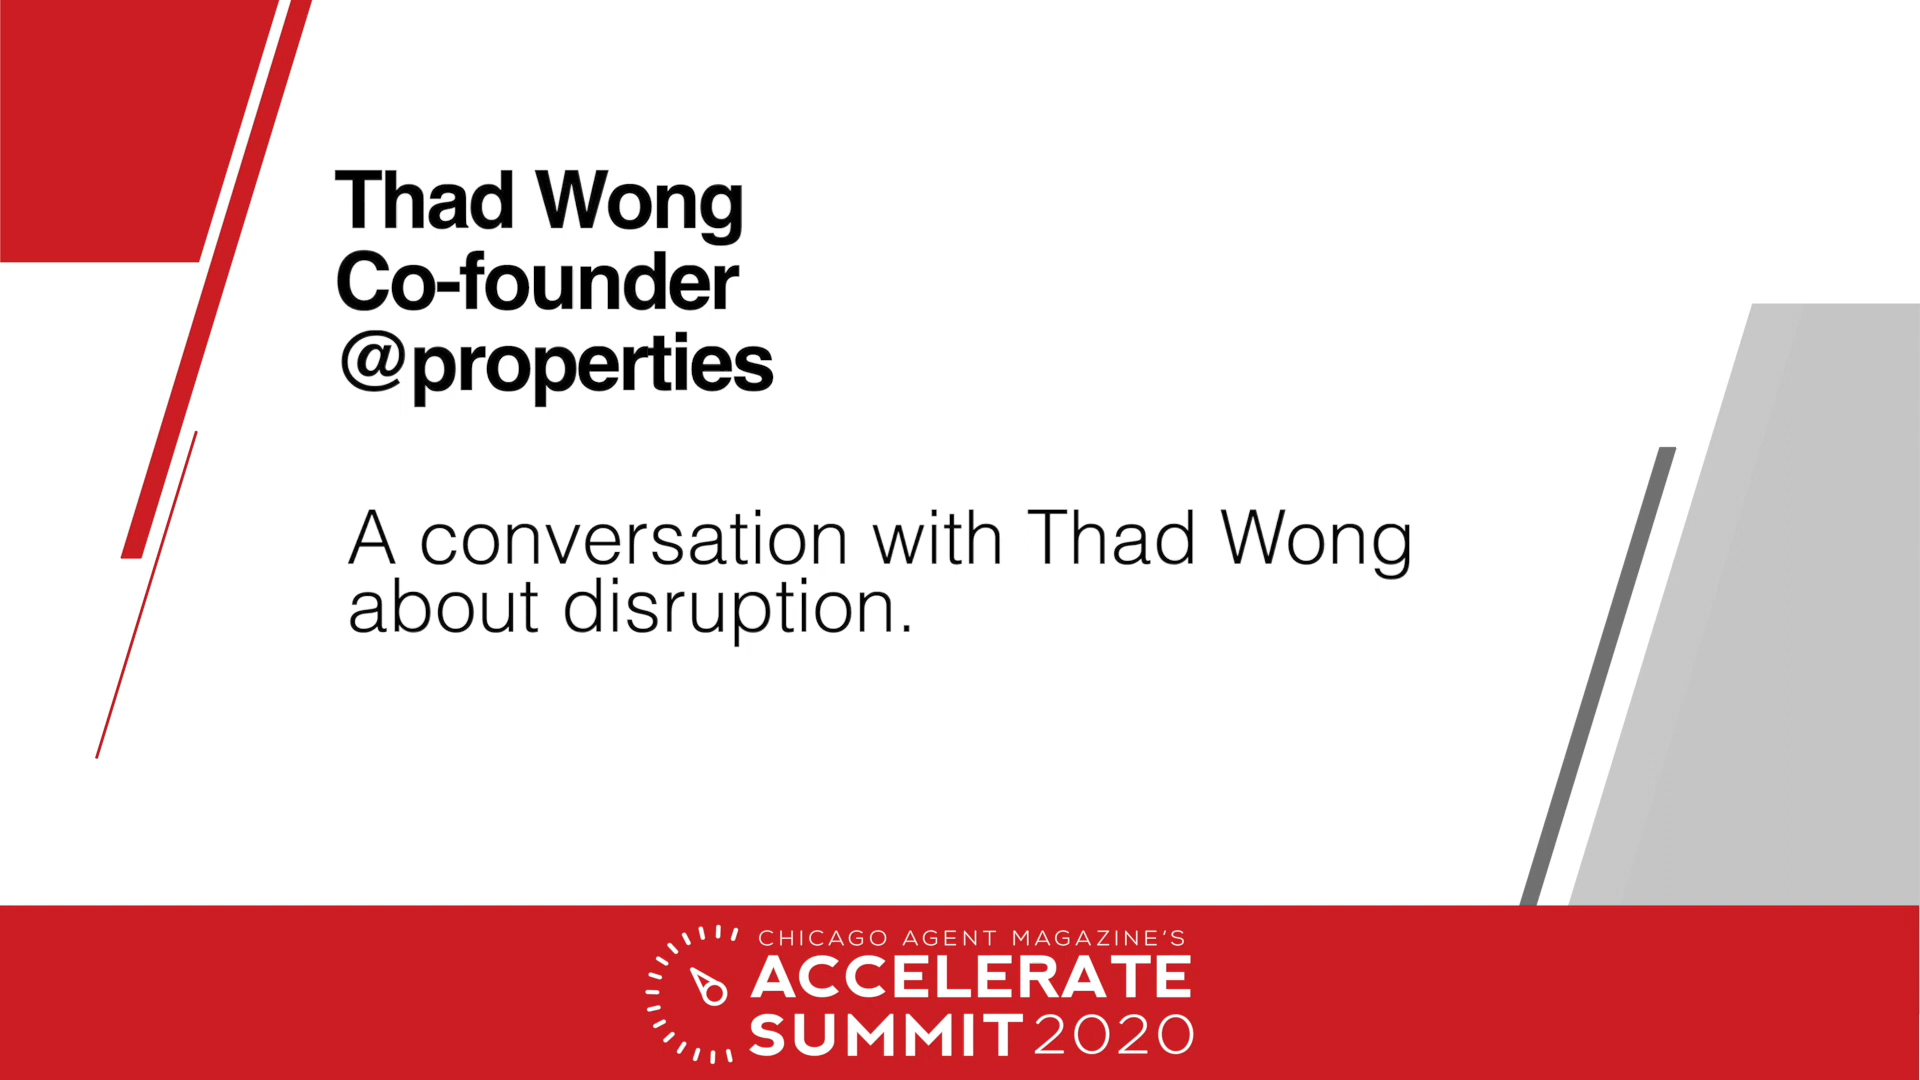 Thad Wong
Co-founder
@properties
A conversation with Thad Wong
about disruption.
CHICAGO AGENT MAGAZINE'S
ACCELERATE
SUMMIT 2020